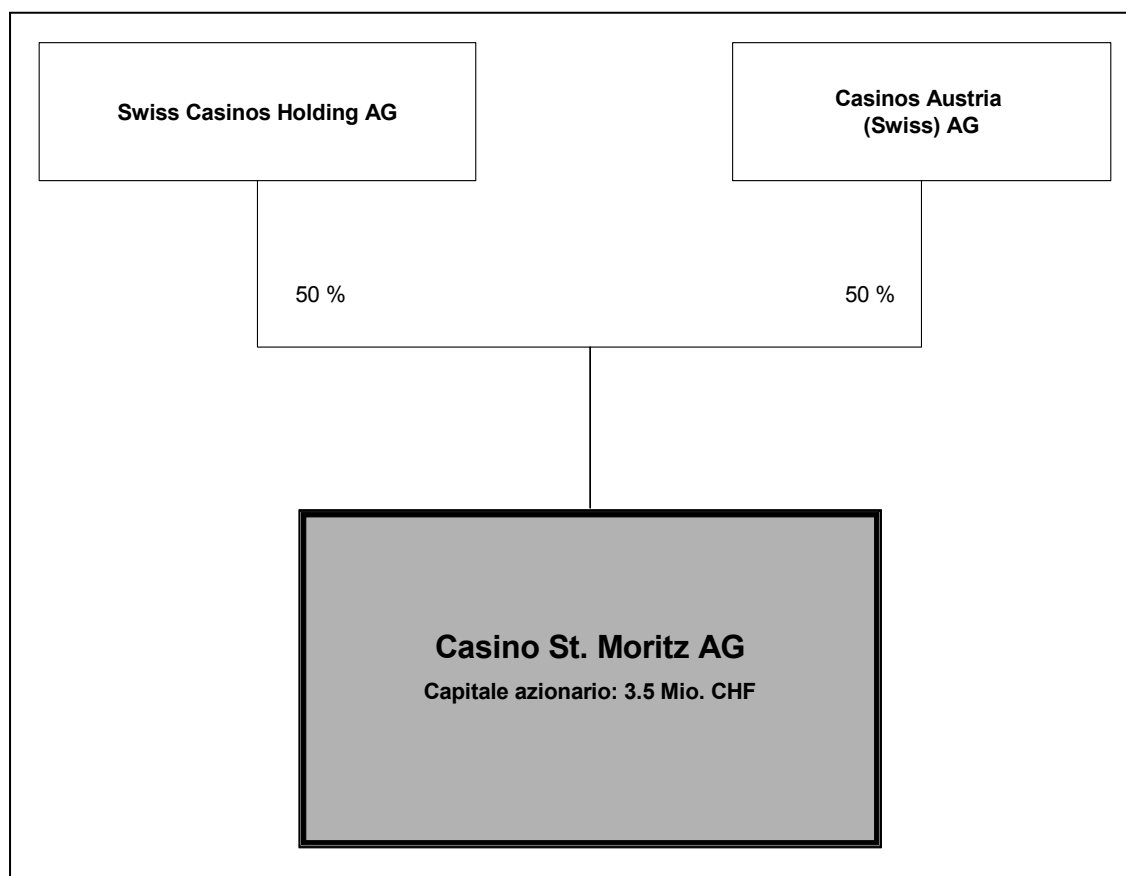 Swiss Casinos Holding AG
Casinos Austria
(Swiss) AG
50 %
50 %
Casino St. Moritz AG
Capitale azionario: 3.5 Mio. CHF